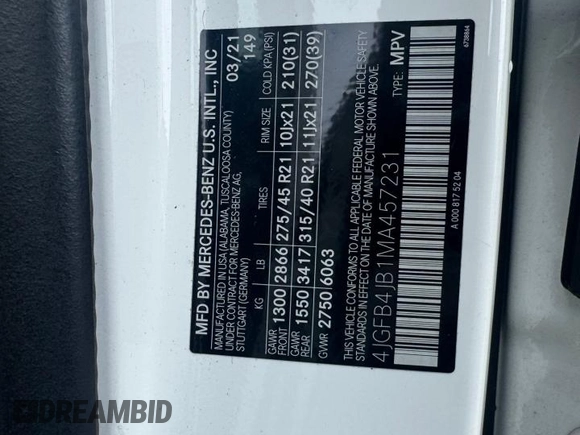 MFD BY MERCEDES-BENZ U.S. INTL., INC
MANUFACTURED IN USA (ALABAMA, TUSCALOOSA COUNTY)
UNDER CONTRACT FOR MERCEDES-BENZ AG,
STUTTGART (GERMANY)
03/21
149
KG LB TIRES RIM SIZE COLD KPA(PSI)
GAWR FRONT 1300 2866 275/45 R21 10Jx21 210(31)
GAWR REAR 1550 3417 315/40 R21 11Jx21 270(39)
GVWR 2750 6063
THIS VEHICLE CONFORMS TO ALL APPLICABLE FEDERAL MOTOR VEHICLE SAFETY
STANDARDS IN EFFECT ON THE DATE OF MANUFACTURE SHOWN ABOVE.
4JGFB4JB1MA457231
TYPE: MPV
A 000 817 52 04
6738864
DREAMBID